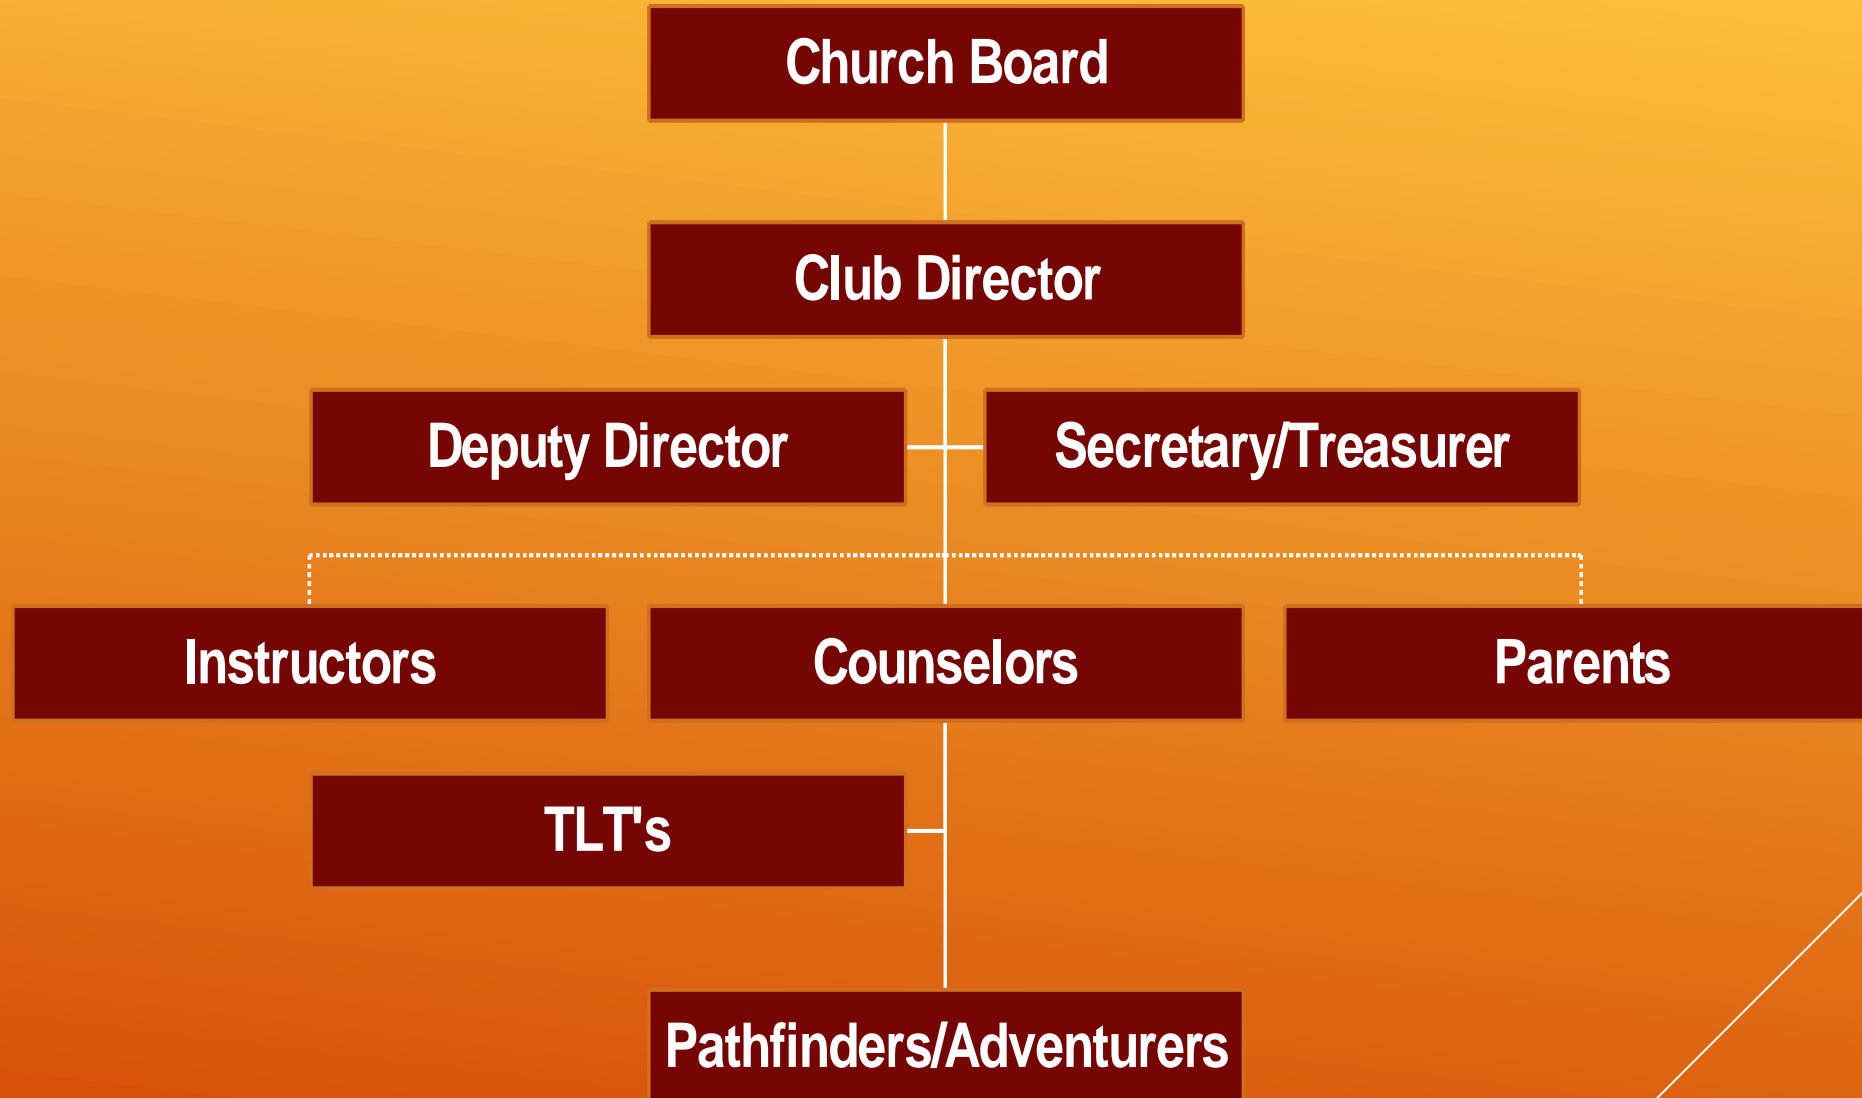 Church Board
Club Director
Deputy Director
Secretary/Treasurer
Instructors
Counselors
Parents
TLT's
Pathfinders/Adventurers